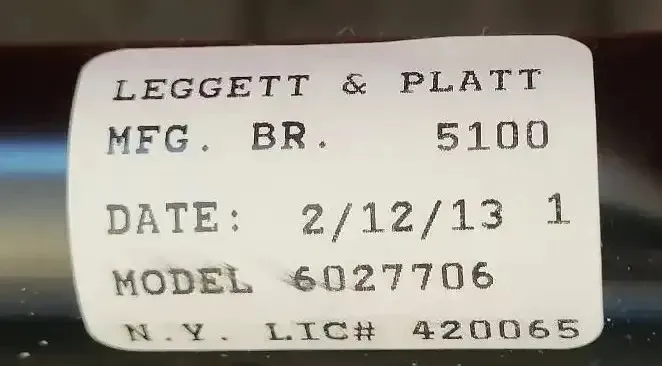 LEGGETT & PLATT
MFG. BR. 5100
DATE: 2/12/13 1
MODEL 6027706
N.Y. LIC# 420065